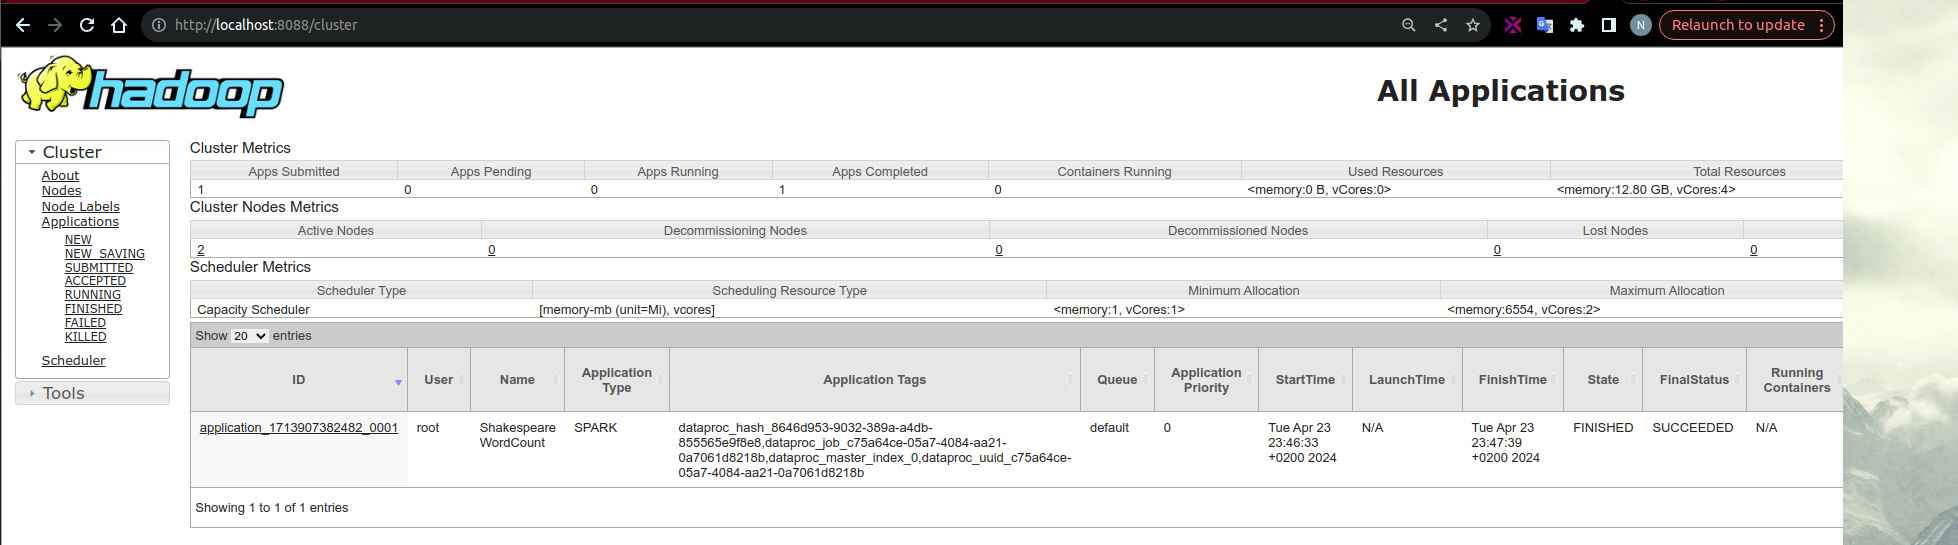 http://localhost:8088/cluster
N
Relaunch to update
hadoop
All Applications
Cluster
About
Nodes
Node Labels
Applications
NEW
NEW_SAVING
SUBMITTED
ACCEPTED
RUNNING
FINISHED
FAILED
KILLED
Scheduler
Tools
Cluster Metrics
Apps Submitted Apps Pending Apps Running Apps Completed Containers Running Used Resources Total Resources
1 0 0 1 0 <memory:0 B, vCores:0> <memory:12.80 GB, vCores:4>
Cluster Nodes Metrics
Active Nodes Decommissioning Nodes Decommissioned Nodes Lost Nodes
2 0 0 0 0
Scheduler Metrics
Scheduler Type Scheduling Resource Type Minimum Allocation Maximum Allocation
Capacity Scheduler [memory-mb (unit=Mi), vcores] <memory:1, vCores:1> <memory:6554, vCores:2>
Show 20 entries
ID User Name Application Type Application Tags Queue Application Priority StartTime LaunchTime FinishTime State FinalStatus Running Containers
application_1713907382482_0001 root Shakespeare WordCount SPARK
dataproc_hash_8646d953-9032-389a-a4db-
855565e9f8e8,dataproc_job_c75a64ce-05a7-4084-aa21-
0a7061d8218b,dataproc_master_index_0,dataproc_uuid_c75a64ce-
05a7-4084-aa21-0a7061d8218b
default 0 Tue Apr 23 23:46:33 +0200 2024 N/A Tue Apr 23 23:47:39 +0200 2024 FINISHED SUCCEEDED N/A
Showing 1 to 1 of 1 entries